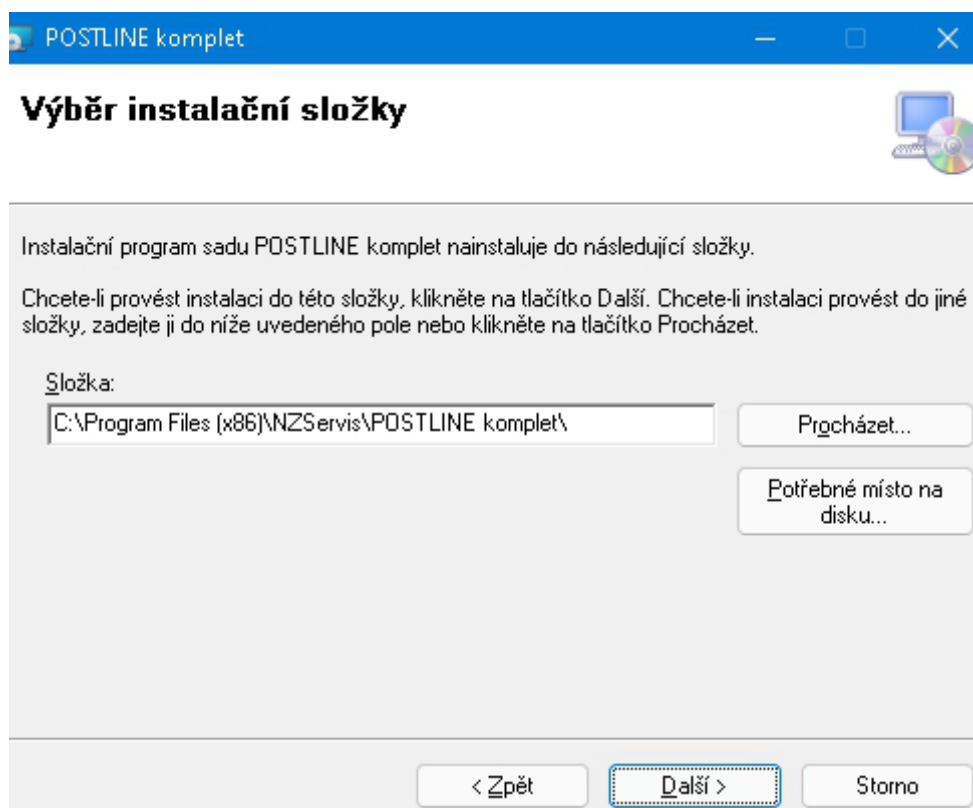 POSTLINE komplet
Výběr instalační složky
Instalační program sadu POSTLINE komplet nainstaluje do následující složky.
Chcete-li provést instalaci do této složky, klikněte na tlačítko Další. Chcete-li instalaci provést do jiné
složky, zadejte ji do níže uvedeného pole nebo klikněte na tlačítko Procházet.
Složka:
C:\Program Files (x86)\NZServis\POSTLINE komplet\
Procházet...
Potřebné místo na
disku...
< Zpět
Další >
Storno